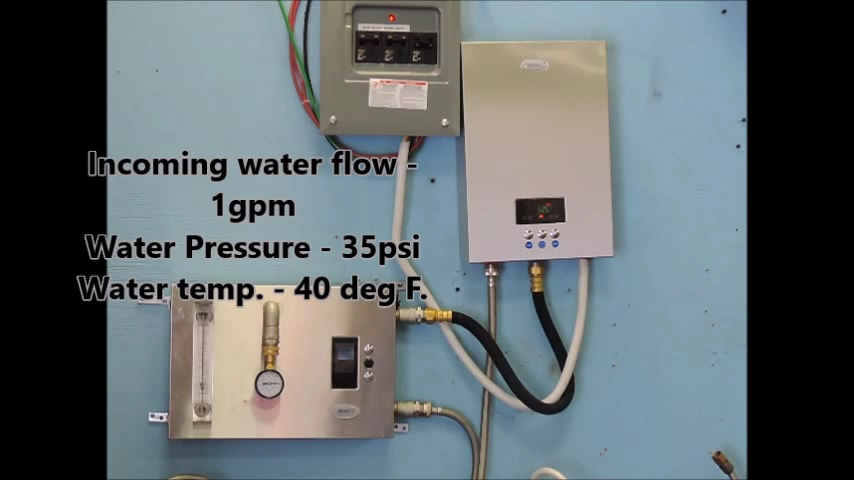 Incoming water flow -
1gpm
Water Pressure - 35psi
Water temp. - 40 deg F.